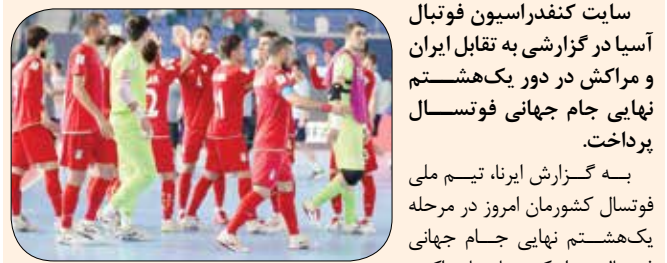 سایت کنفدراسیون فوتبال
آسیا در گزارشی به تقابل ایران
و مراکش در دور یک‌هشتم
نهایی جام جهانی فوتسال
پرداخت.
به گزارش ایرنا، تیم ملی
فوتسال کشورمان امروز در مرحله
یک‌هشتم نهایی جام جهانی